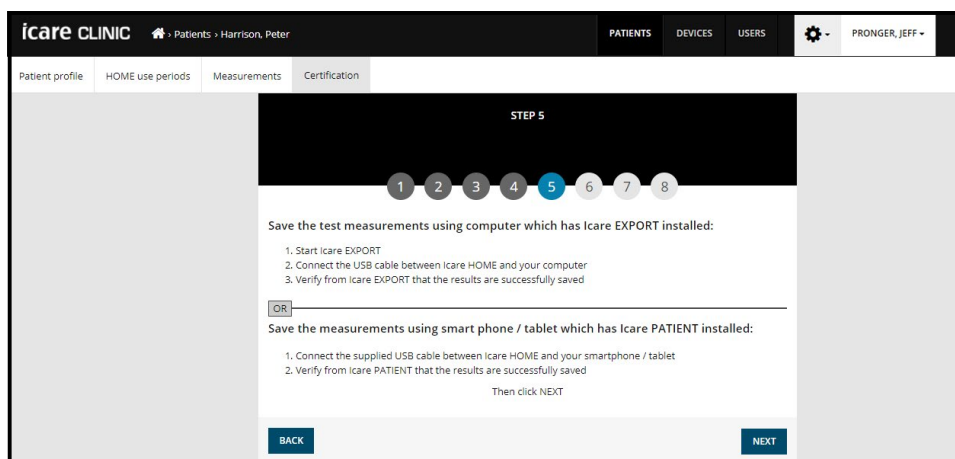 icare CLINIC › Patients › Harrison, Peter PATIENTS DEVICES USERS PRONGER, JEFF
Patient profile HOME use periods Measurements Certification
STEP 5
1 2 3 4 5 6 7 8
Save the test measurements using computer which has Icare EXPORT installed:
1. Start Icare EXPORT
2. Connect the USB cable between Icare HOME and your computer
3. Verify from Icare EXPORT that the results are successfully saved
OR
Save the measurements using smart phone / tablet which has Icare PATIENT installed:
1. Connect the supplied USB cable between Icare HOME and your smartphone / tablet
2. Verify from Icare PATIENT that the results are successfully saved
Then click NEXT
BACK NEXT